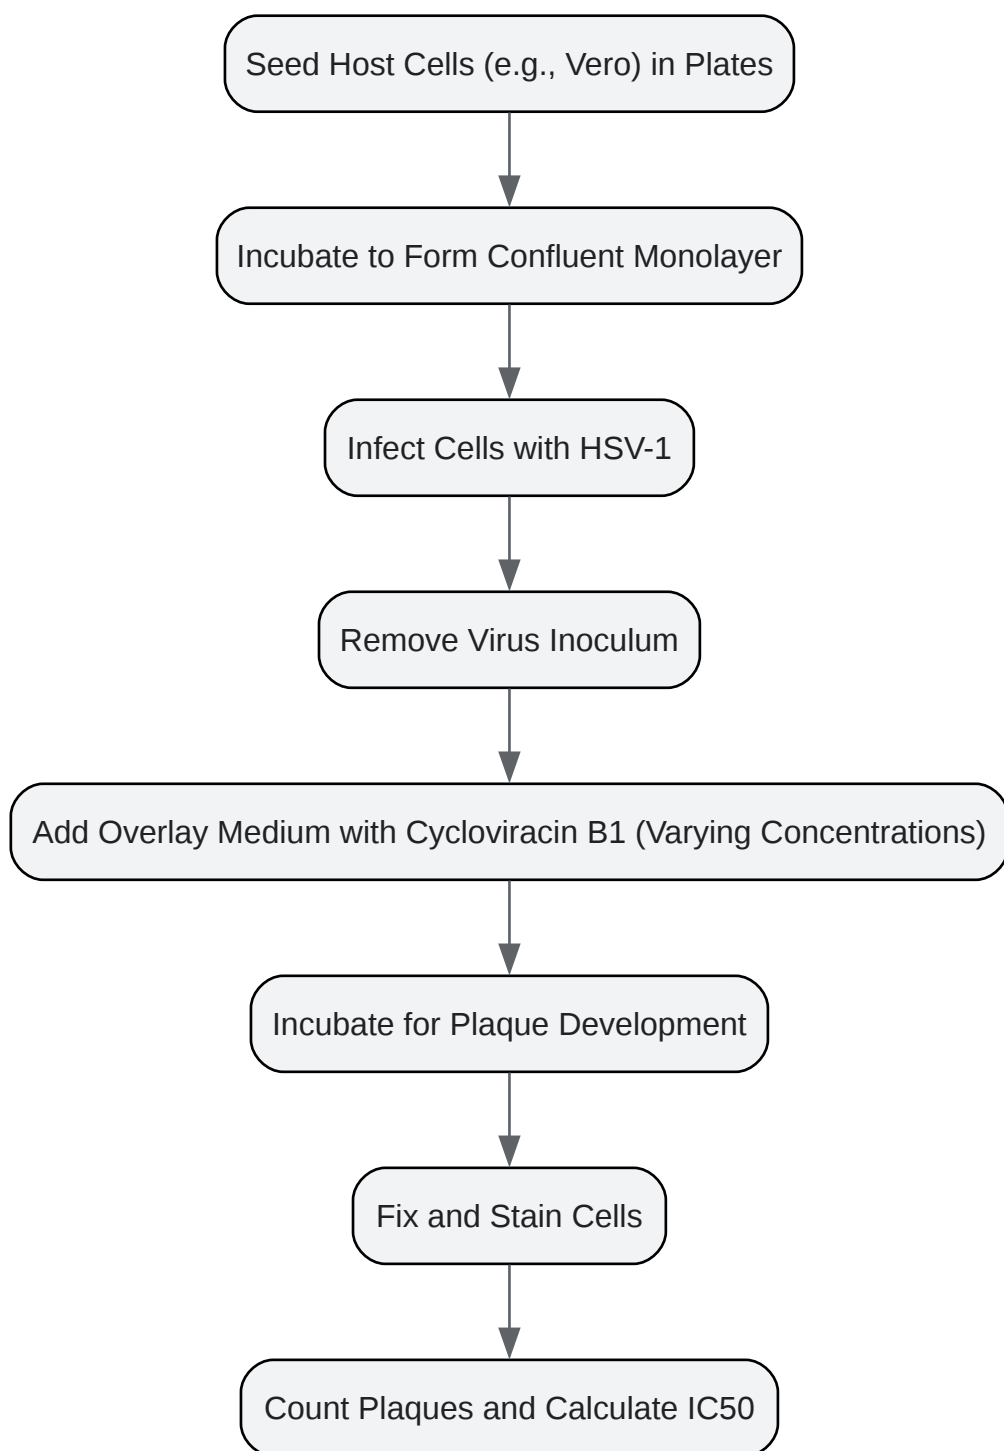 Seed Host Cells (e.g., Vero) in Plates
Incubate to Form Confluent Monolayer
Infect Cells with HSV-1
Remove Virus Inoculum
Add Overlay Medium with Cycloviracin B1 (Varying Concentrations)
Incubate for Plaque Development
Fix and Stain Cells
Count Plaques and Calculate IC50